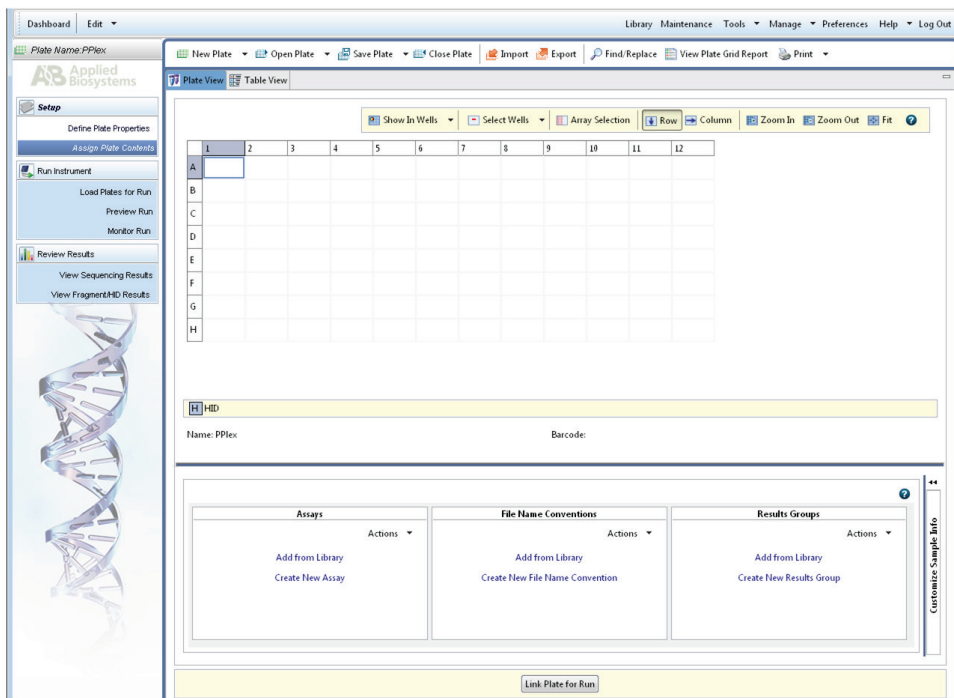 Dashboard Edit Library Maintenance Tools Manage Preferences Help Log Out
Plate Name:PPlex
New Plate Open Plate Save Plate Close Plate Import Export Find/Replace View Plate Grid Report Print
AB Applied
Biosystems
Plate View Table View
Setup
Define Plate Properties
Assign Plate Contents
Run Instrument
Load Plates for Run
Preview Run
Monitor Run
Review Results
View Sequencing Results
View Fragment/HID Results
Show In Wells Select Wells Array Selection Row Column Zoom In Zoom Out Fit ?
1 2 3 4 5 6 7 8 9 10 11 12
A
B
C
D
E
F
G
H
H HID
Name: PPlex Barcode:
?
Assays File Name Conventions Results Groups
Actions Actions Actions
Add from Library Add from Library Add from Library
Create New Assay Create New File Name Convention Create New Results Group
Customize Sample Info
Link Plate for Run